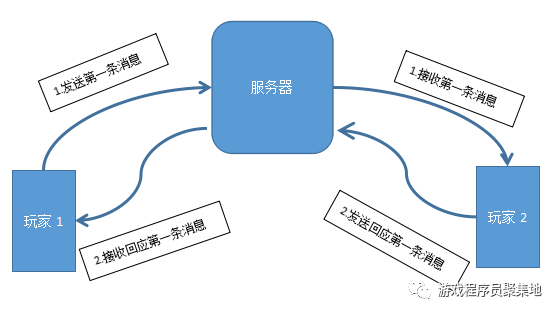 服务器
1.发送第一条消息
1.接收第一条消息
玩家 1
玩家 2
2.接收回应第一条消息
2.发送回应第一条消息
游戏程序员聚集地